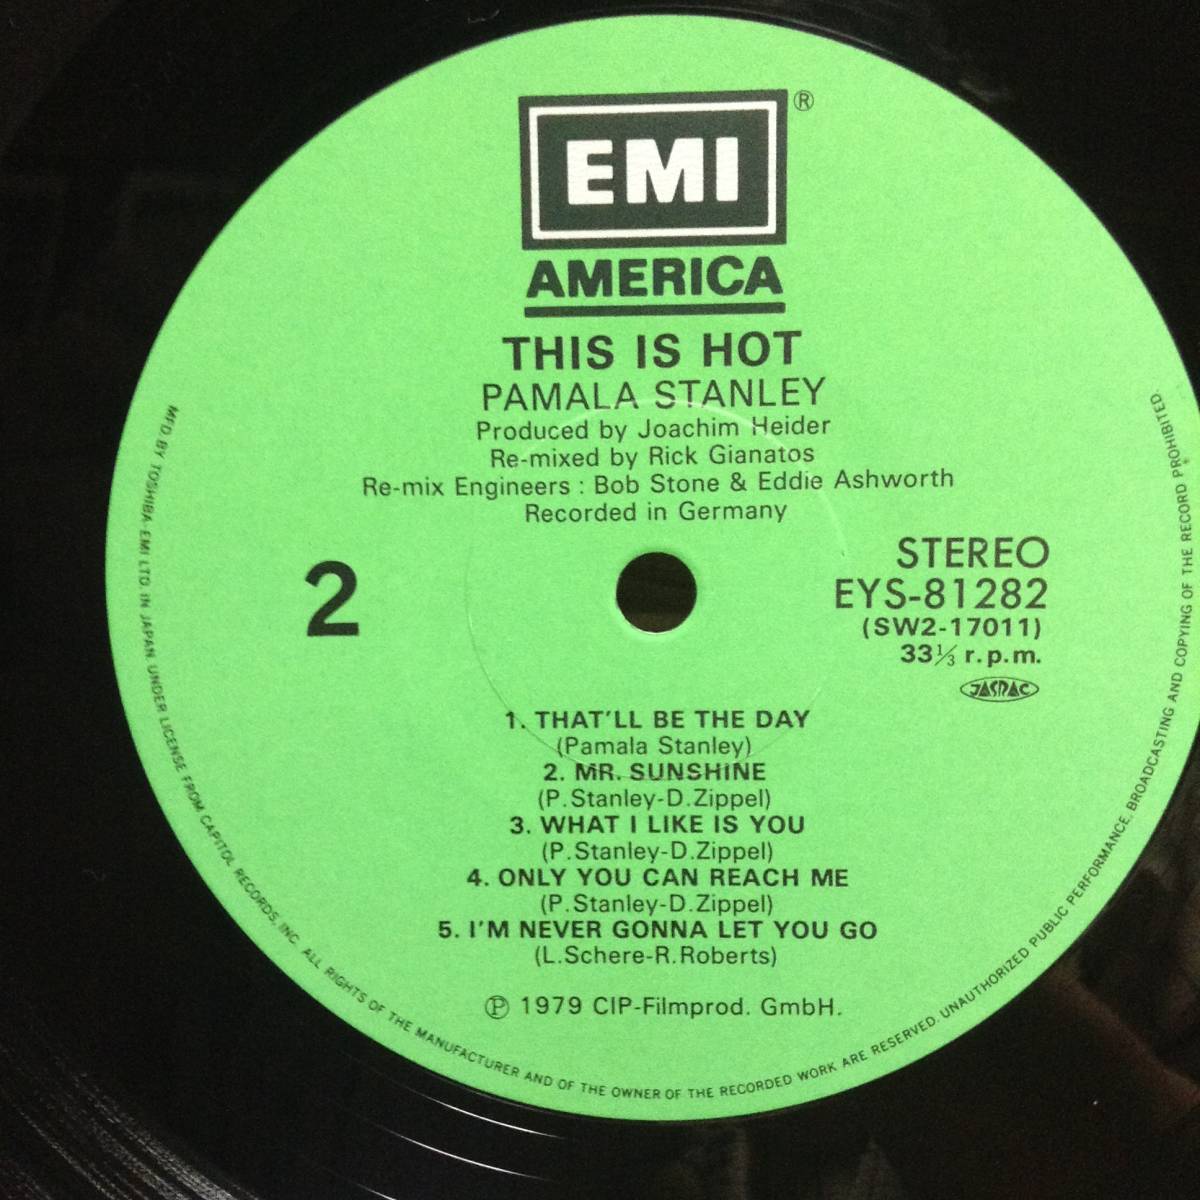 EMI ®
AMERICA
THIS IS HOT
PAMALA STANLEY
Produced by Joachim Heider
Re-mixed by Rick Gianatos
Re-mix Engineers : Bob Stone & Eddie Ashworth
Recorded in Germany
2
STEREO
EYS-81282
(SW2-17011)
33⅓ r.p.m.
JASRAC
1. THAT'LL BE THE DAY
(Pamala Stanley)
2. MR. SUNSHINE
(P.Stanley-D.Zippel)
3. WHAT I LIKE IS YOU
(P.Stanley-D.Zippel)
4. ONLY YOU CAN REACH ME
(P.Stanley-D.Zippel)
5. I'M NEVER GONNA LET YOU GO
(L.Schere-R.Roberts)
Ⓟ 1979 CIP-Filmprod. GmbH.
MFD BY TOSHIBA-EMI LTD. IN JAPAN UNDER LICENSE FROM CAPITOL RECORDS, INC. ALL RIGHTS OF THE MANUFACTURER AND OF THE OWNER OF THE RECORDED WORK ARE RESERVED. UNAUTHORIZED PUBLIC PERFORMANCE, BROADCASTING AND COPYING OF THE RECORD PROHIBITED.